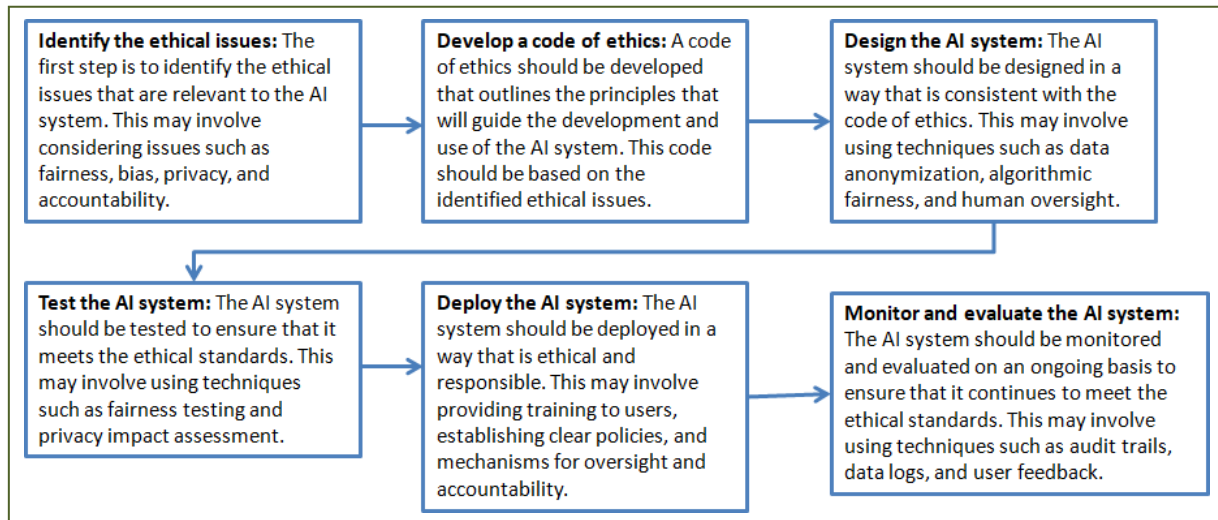 Identify the ethical issues: The
first step is to identify the ethical
issues that are relevant to the AI
system. This may involve
considering issues such as
fairness, bias, privacy, and
accountability.
Develop a code of ethics: A code
of ethics should be developed
that outlines the principles that
will guide the development and
use of the AI system. This code
should be based on the
identified ethical issues.
Design the AI system: The AI
system should be designed in a
way that is consistent with the
code of ethics. This may involve
using techniques such as data
anonymization, algorithmic
fairness, and human oversight.
Test the AI system: The AI system
should be tested to ensure that it
meets the ethical standards. This
may involve using techniques
such as fairness testing and
privacy impact assessment.
Deploy the AI system: The AI
system should be deployed in a
way that is ethical and
responsible. This may involve
providing training to users,
establishing clear policies, and
mechanisms for oversight and
accountability.
Monitor and evaluate the AI system:
The AI system should be monitored
and evaluated on an ongoing basis to
ensure that it continues to meet the
ethical standards. This may involve
using techniques such as audit trails,
data logs, and user feedback.